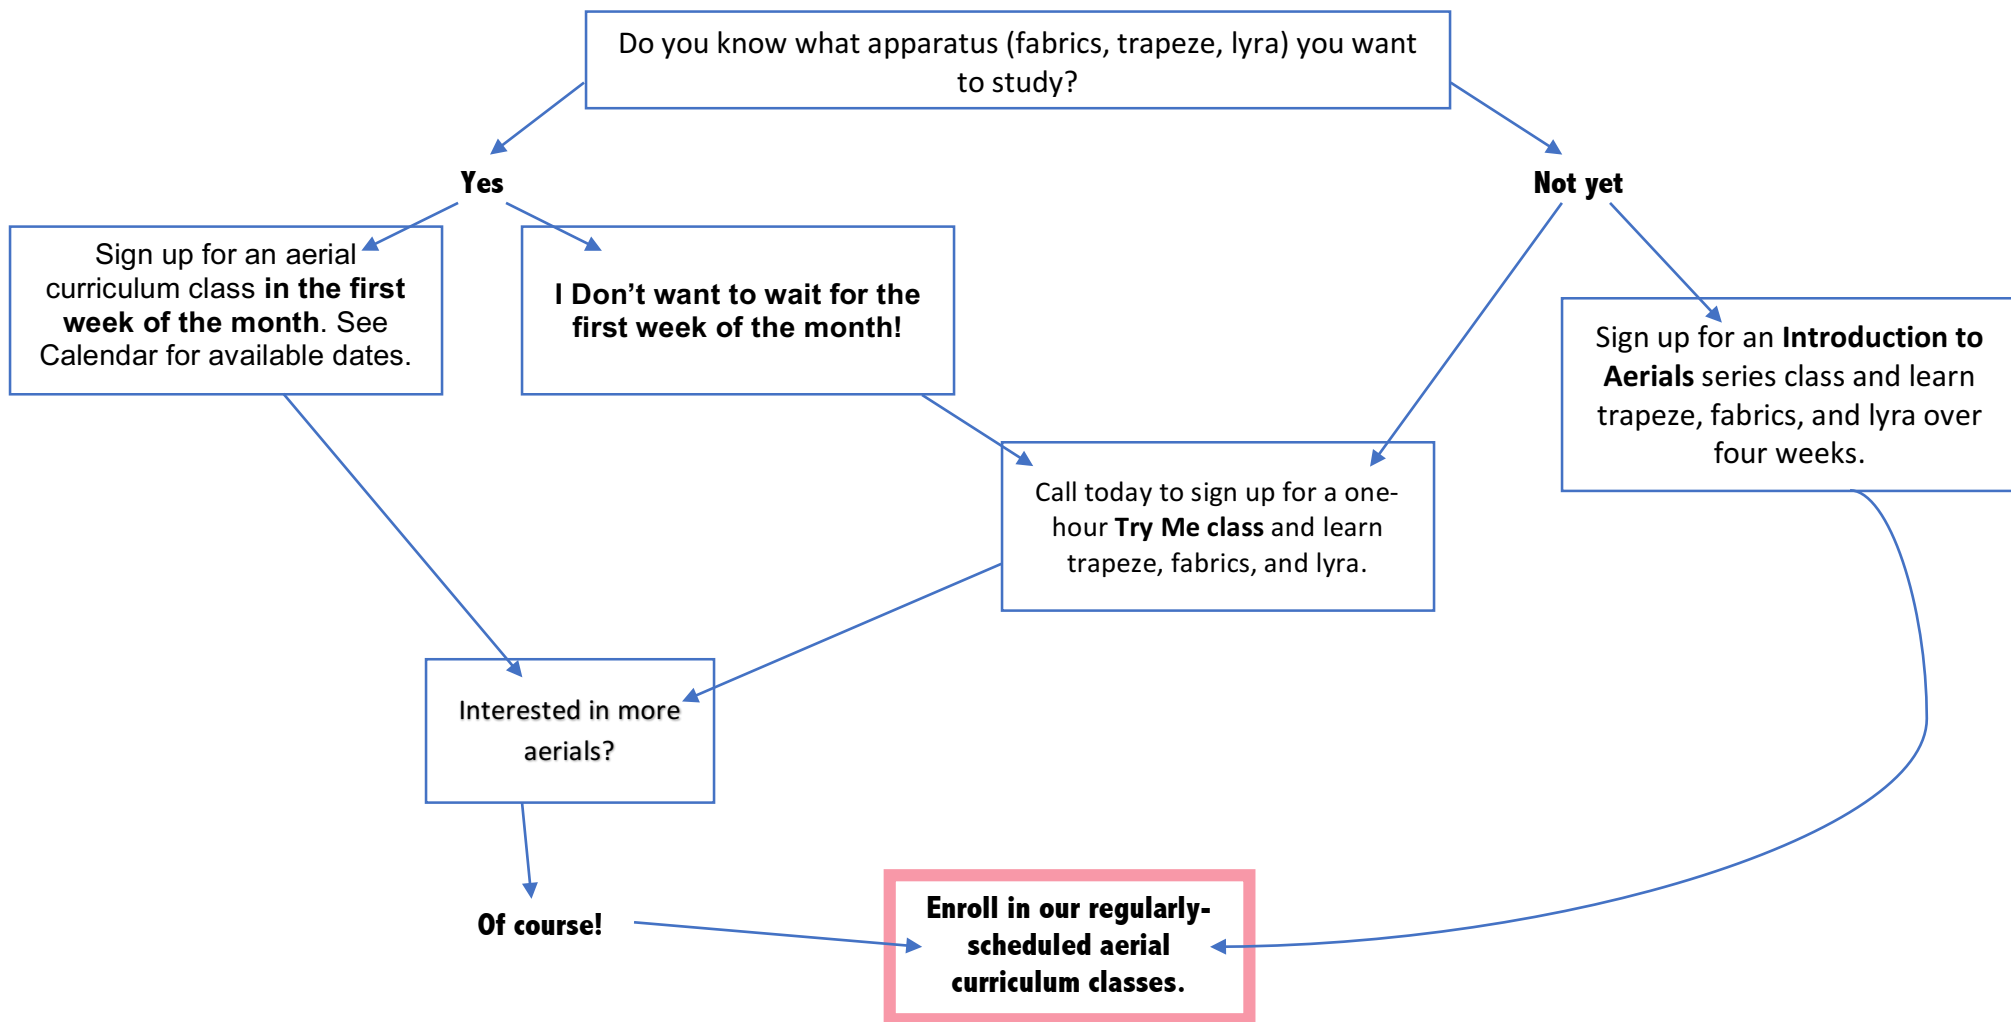 Do you know what apparatus (fabrics, trapeze, lyra) you want
to study?
Yes
Not yet
Sign up for an aerial
curriculum class in the first
week of the month. See
Calendar for available dates.
I Don’t want to wait for the
first week of the month!
Sign up for an Introduction to
Aerials series class and learn
trapeze, fabrics, and lyra over
four weeks.
Call today to sign up for a one-
hour Try Me class and learn
trapeze, fabrics, and lyra.
Interested in more
aerials?
Of course!
Enroll in our regularly-
scheduled aerial
curriculum classes.